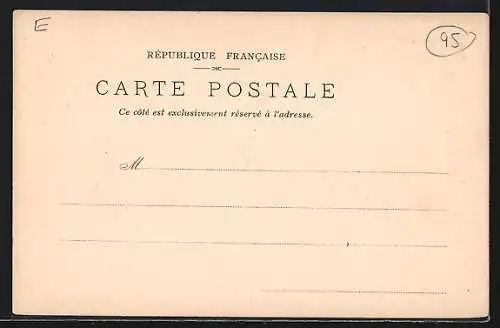 E
95
RÉPUBLIQUE FRANÇAISE
CARTE POSTALE
Ce côté est exclusivement réservé à l'adresse.
M